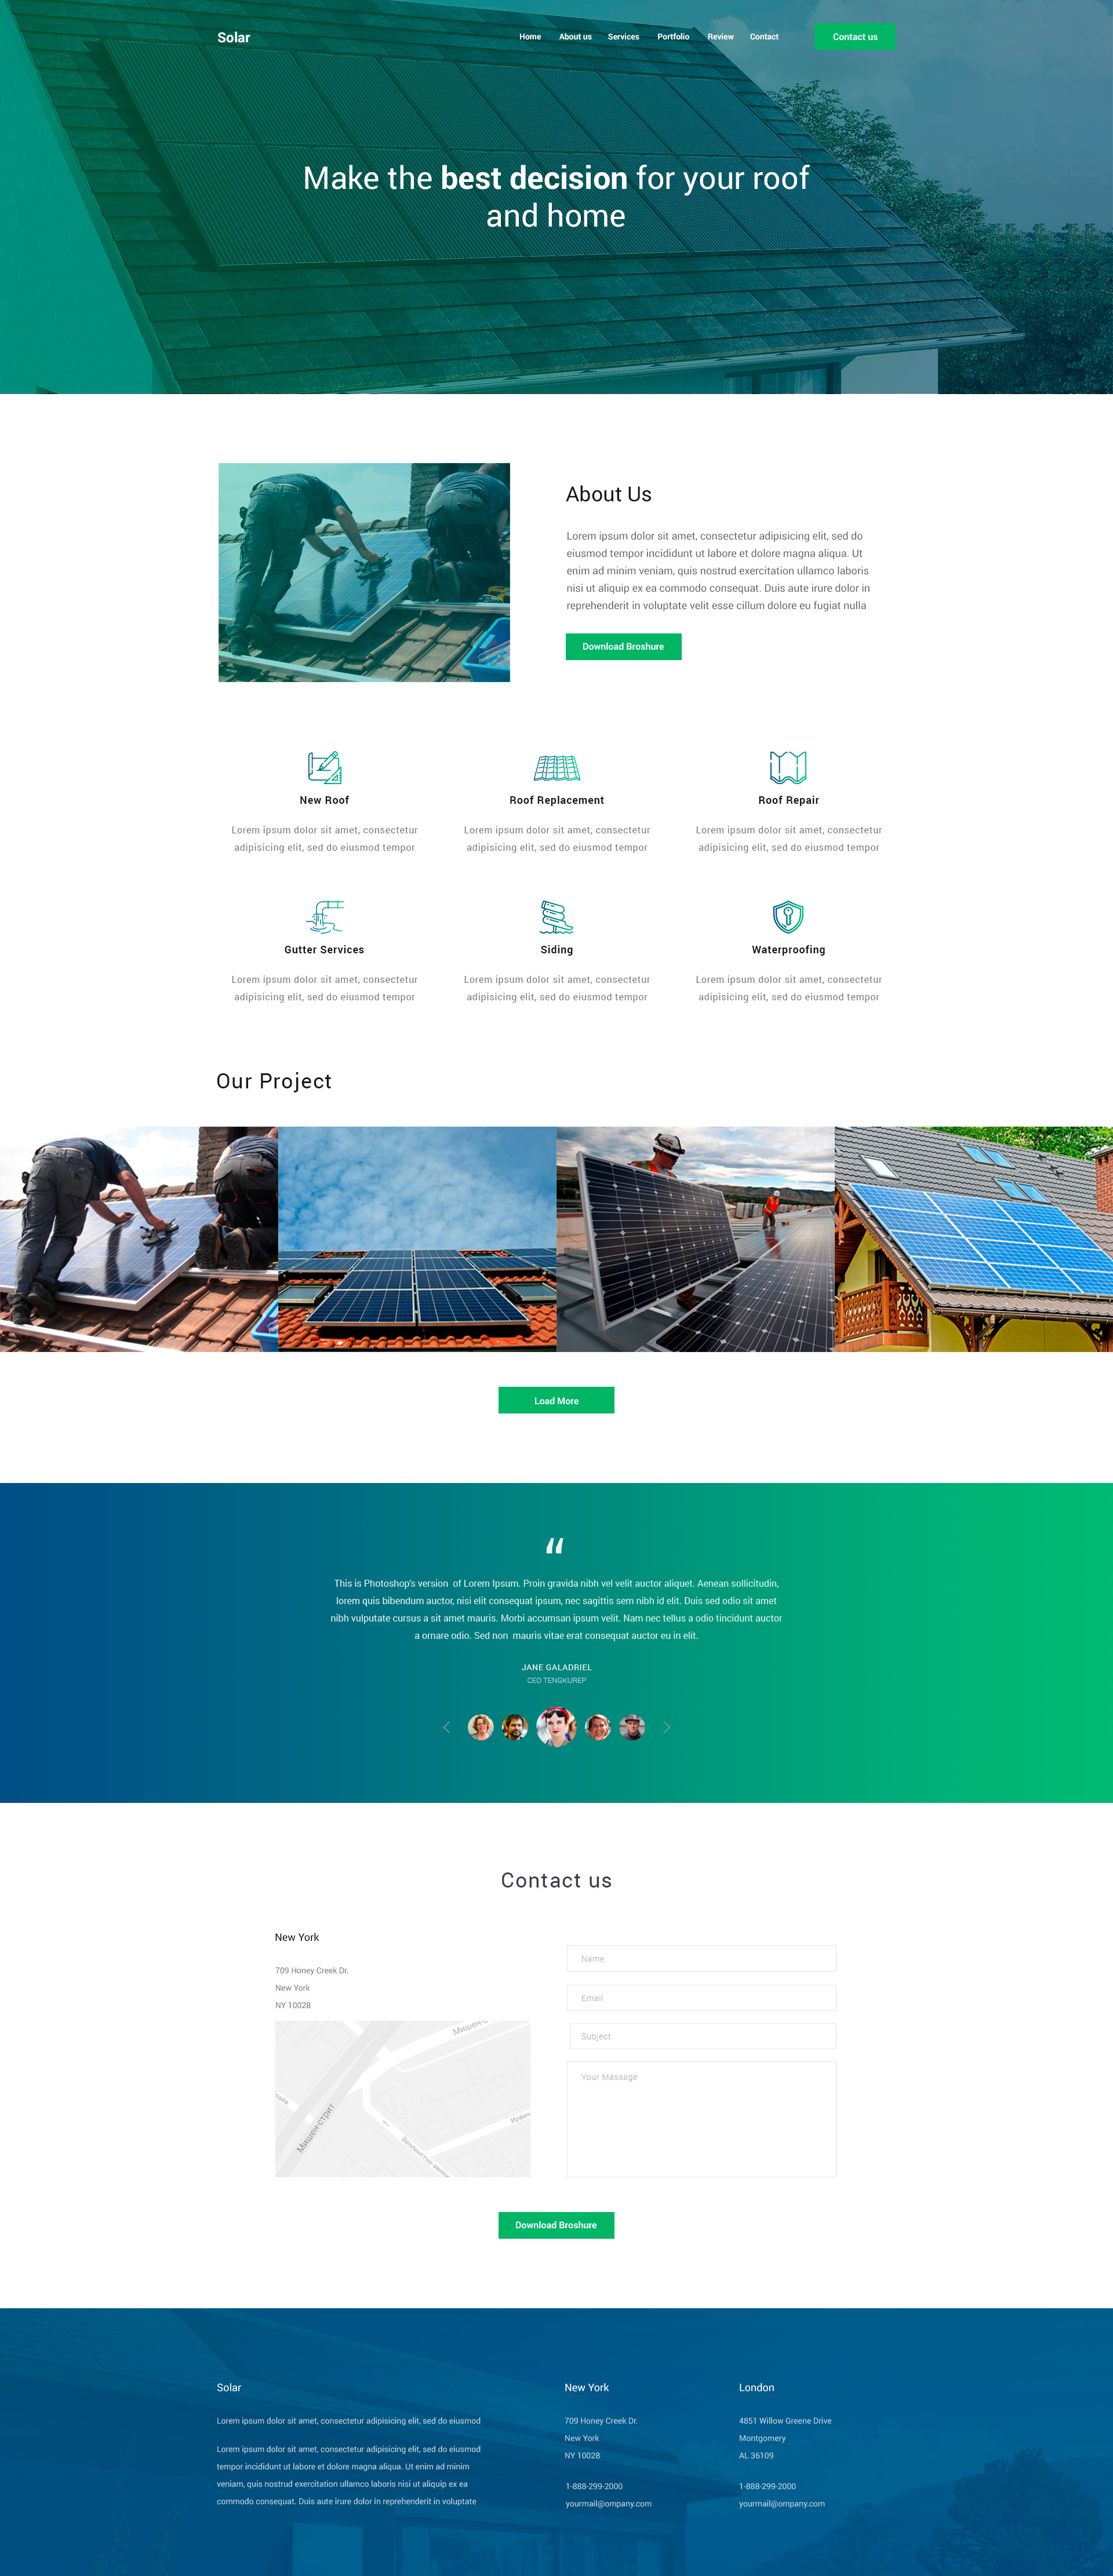 Solar
Home About us Services Portfolio Review Contact Contact us
Make the best decision for your roof
and home
About Us
Lorem ipsum dolor sit amet, consectetur adipisicing elit, sed do
eiusmod tempor incididunt ut labore et dolore magna aliqua. Ut
enim ad minim veniam, quis nostrud exercitation ullamco laboris
nisi ut aliquip ex ea commodo consequat. Duis aute irure dolor in
reprehenderit in voluptate velit esse cillum dolore eu fugiat nulla
Download Broshure
New Roof
Lorem ipsum dolor sit amet, consectetur
adipisicing elit, sed do eiusmod tempor
Roof Replacement
Lorem ipsum dolor sit amet, consectetur
adipisicing elit, sed do eiusmod tempor
Roof Repair
Lorem ipsum dolor sit amet, consectetur
adipisicing elit, sed do eiusmod tempor
Gutter Services
Lorem ipsum dolor sit amet, consectetur
adipisicing elit, sed do eiusmod tempor
Siding
Lorem ipsum dolor sit amet, consectetur
adipisicing elit, sed do eiusmod tempor
Waterproofing
Lorem ipsum dolor sit amet, consectetur
adipisicing elit, sed do eiusmod tempor
Our Project
Load More
“
This is Photoshop's version of Lorem Ipsum. Proin gravida nibh vel velit auctor aliquet. Aenean sollicitudin,
lorem quis bibendum auctor, nisi elit consequat ipsum, nec sagittis sem nibh id elit. Duis sed odio sit amet
nibh vulputate cursus a sit amet mauris. Morbi accumsan ipsum velit. Nam nec tellus a odio tincidunt auctor
a ornare odio. Sed non mauris vitae erat consequat auctor eu in elit.
JANE GALADRIEL
CEO TENGKUREP
Contact us
New York
709 Honey Creek Dr.
New York
NY 10028
Мишен-с
Мишен-стрит
Ирвин
Name
Email
Subject
Your Massage
Download Broshure
Solar
Lorem ipsum dolor sit amet, consectetur adipisicing elit, sed do eiusmod
Lorem ipsum dolor sit amet, consectetur adipisicing elit, sed do eiusmod
tempor incididunt ut labore et dolore magna aliqua. Ut enim ad minim
veniam, quis nostrud exercitation ullamco laboris nisi ut aliquip ex ea
commodo consequat. Duis aute irure dolor in reprehenderit in voluptate
New York
709 Honey Creek Dr.
New York
NY 10028
1-888-299-2000
yourmail@ompany.com
London
4851 Willow Greene Drive
Montgomery
AL 36109
1-888-299-2000
yourmail@ompany.com